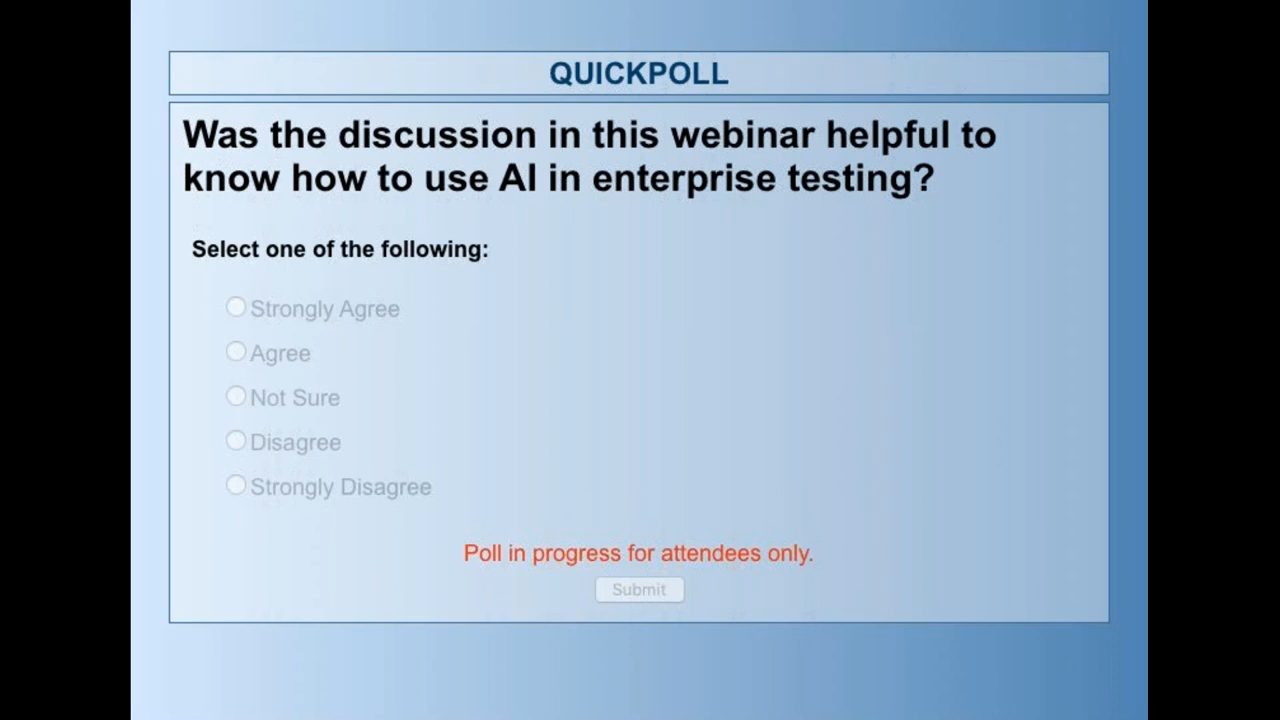 QUICKPOLL
Was the discussion in this webinar helpful to
know how to use AI in enterprise testing?
Select one of the following:
Strongly Agree
Agree
Not Sure
Disagree
Strongly Disagree
Poll in progress for attendees only.
Submit